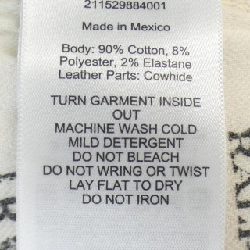 211529884001
Made in Mexico
Body: 90% Cotton, 8%
Polyester, 2% Elastane
Leather Parts: Cowhide
TURN GARMENT INSIDE
OUT
MACHINE WASH COLD
MILD DETERGENT
DO NOT BLEACH
DO NOT WRING OR TWIST
LAY FLAT TO DRY
DO NOT IRON